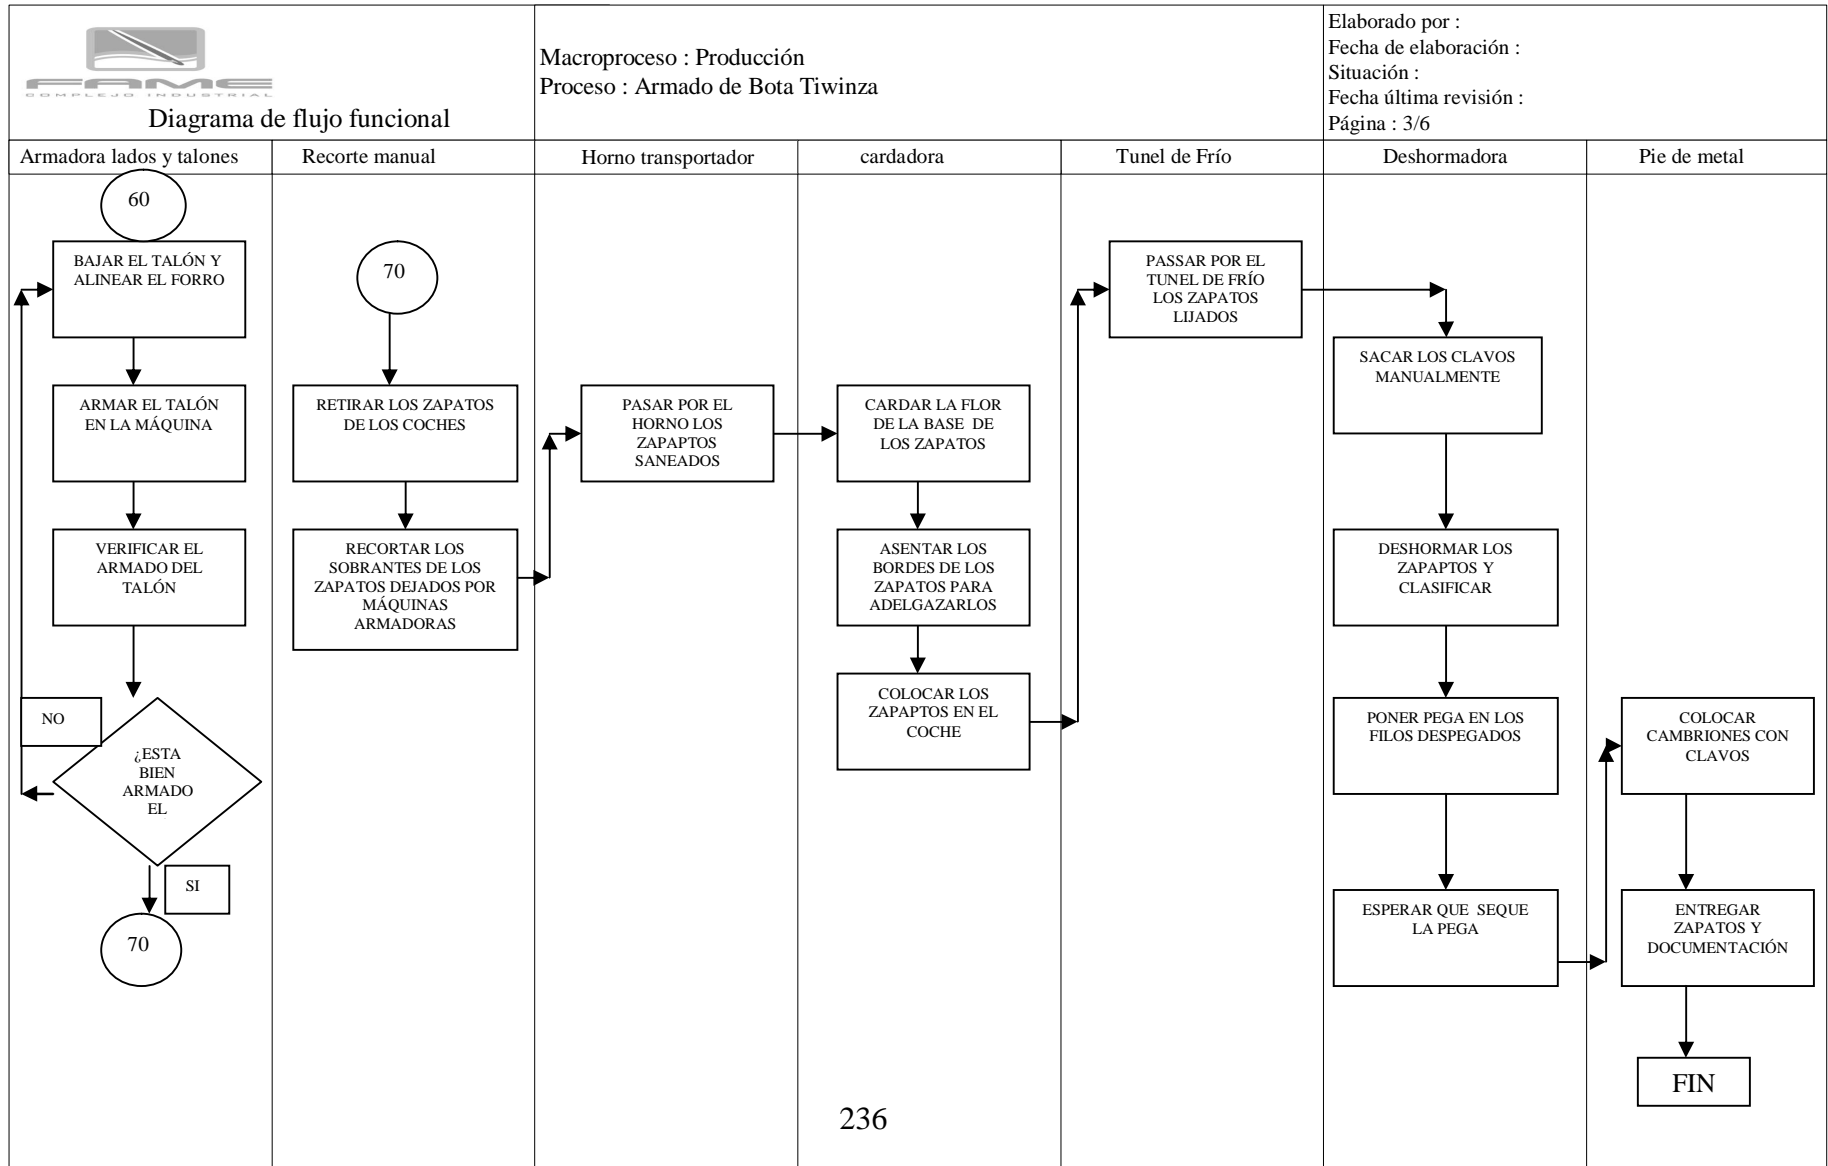 FAME
COMPLEJO INDUSTRIAL
Diagrama de flujo funcional
Macroproceso : Producción
Proceso : Armado de Bota Tiwinza
Elaborado por :
Fecha de elaboración :
Situación :
Fecha última revisión :
Página : 3/6
Armadora lados y talones
Recorte manual
Horno transportador
cardadora
Tunel de Frío
Deshormadora
Pie de metal
60
BAJAR EL TALÓN Y
ALINEAR EL FORRO
ARMAR EL TALÓN
EN LA MÁQUINA
VERIFICAR EL
ARMADO DEL
TALÓN
NO
¿ESTA
BIEN
ARMADO
EL
SI
70
70
RETIRAR LOS ZAPATOS
DE LOS COCHES
RECORTAR LOS
SOBRANTES DE LOS
ZAPATOS DEJADOS POR
MÁQUINAS
ARMADORAS
PASAR POR EL
HORNO LOS
ZAPAPTOS
SANEADOS
CARDAR LA FLOR
DE LA BASE DE
LOS ZAPATOS
ASENTAR LOS
BORDES DE LOS
ZAPATOS PARA
ADELGAZARLOS
COLOCAR LOS
ZAPAPTOS EN EL
COCHE
PASSAR POR EL
TUNEL DE FRÍO
LOS ZAPATOS
LIJADOS
SACAR LOS CLAVOS
MANUALMENTE
DESHORMAR LOS
ZAPAPTOS Y
CLASIFICAR
PONER PEGA EN LOS
FILOS DESPEGADOS
ESPERAR QUE SEQUE
LA PEGA
COLOCAR
CAMBRIONES CON
CLAVOS
ENTREGAR
ZAPATOS Y
DOCUMENTACIÓN
FIN
236